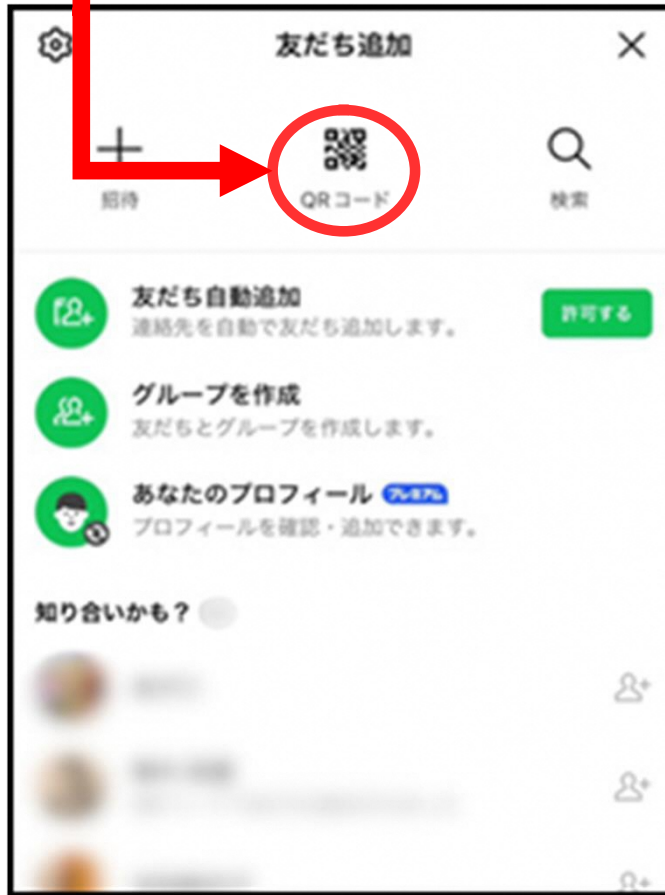 友だち追加
招待
QRコード
検索
友だち自動追加
連絡先を自動で友だち追加します。
許可する
グループを作成
友だちとグループを作成します。
あなたのプロフィール プレミアム
プロフィールを確認・追加できます。
知り合いかも？